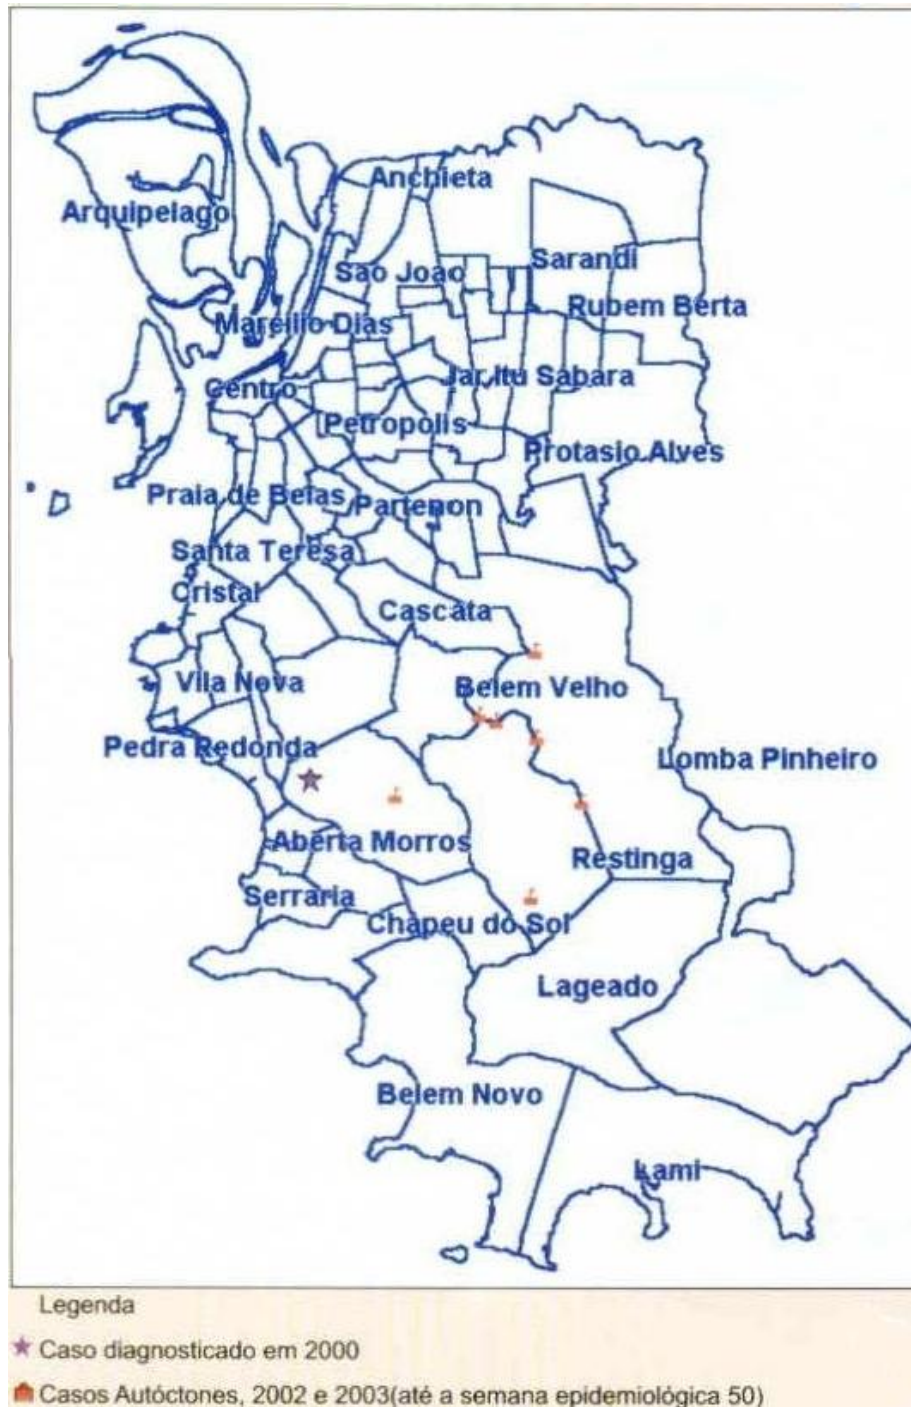 Anchieta
Arquipelago
Sarandi
Sao Joao
Rubem Berta
Marcilio Dias
Jar.Itu Sabara
Centro
Petropolis
Protasio Alves
Praia de Belas
Partenon
Santa Teresa
Cristal
Cascata
Vila Nova
Belem Velho
Pedra Redonda
Lomba Pinheiro
Aberta Morros
Restinga
Serraria
Chapeu do Sol
Lageado
Belem Novo
Lami
Legenda
Caso diagnosticado em 2000
Casos Autóctones, 2002 e 2003(até a semana epidemiológica 50)